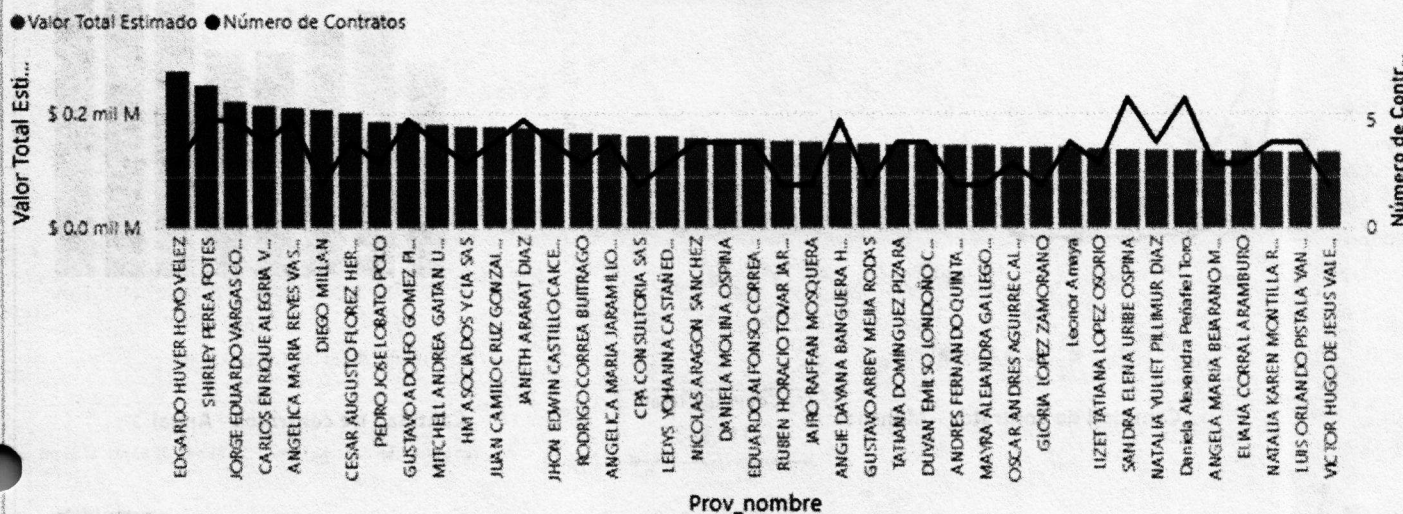 Valor Total Estimado Número de Contratos
Valor Total Esti...
$ 0.2 mil M
$ 0.0 mil M
5
0
Número de Contr...
EDGARDO HUVER HOYO VELEZ
SHIRLEY PEREA POTES
JORGE EDUARDO VARGAS CO...
CARLOS ENRIQUE ALEGRIA V...
ANGELICA MARIA REYES VAS...
DIEGO MILLAN
CESAR AUGUSTO FLOREZ HER...
PEDRO JOSE LOBATO POLO
GUSTAVO ADOLFO GOMEZ PI...
MITCHELL ANDREA GAITAN U...
HM ASOCIADOS Y CIA SAS
JUAN CAMILO CRUZ GONZAL...
JANETH ARARAT DIAZ
JHON EDWIN CASTILLO CAICE...
RODRIGO CORREA BUITRAGO
ANGELICA MARIA JARAMILLO...
CPA CONSULTORIA SAS
LEDYS YOHANNA CASTAÑED...
NICOLAS ARAGON SANCHEZ
DANIELA MOLINA OSPINA
EDUARDO ALFONSO CORREA...
RUBEN HORACIO TOVAR JAR...
JAIRO RAFFAN MOSQUERA
ANGIE DAYANA BANGUERA H...
GUSTAVO ARBEY MEJIA RODAS
TATIANA DOMINGUEZ PIZARA
DUVAN EMILSO LONDOÑO C...
ANDRES FERNANDO QUINTA...
MAYRA ALEJANDRA GALLEGO...
OSCAR ANDRES AGUIRRE CAL...
GLORIA LOPEZ ZAMORANO
Leonor Amaya
LIZET TATIANA LOPEZ OSORIO
SANDRA ELENA URIBE OSPINA
NATALIA YULIET PILLIMUR DIAZ
Daniela Alexandra Peñafiel Toro
ANGELA MARIA BEJARANO M...
ELIANA CORRAL ARAMBURO
NATALIA KAREN MONTILLA R...
LUIS ORLANDO PISTALA YAN...
VICTOR HUGO DE JESUS VALE...
Prov_nombre